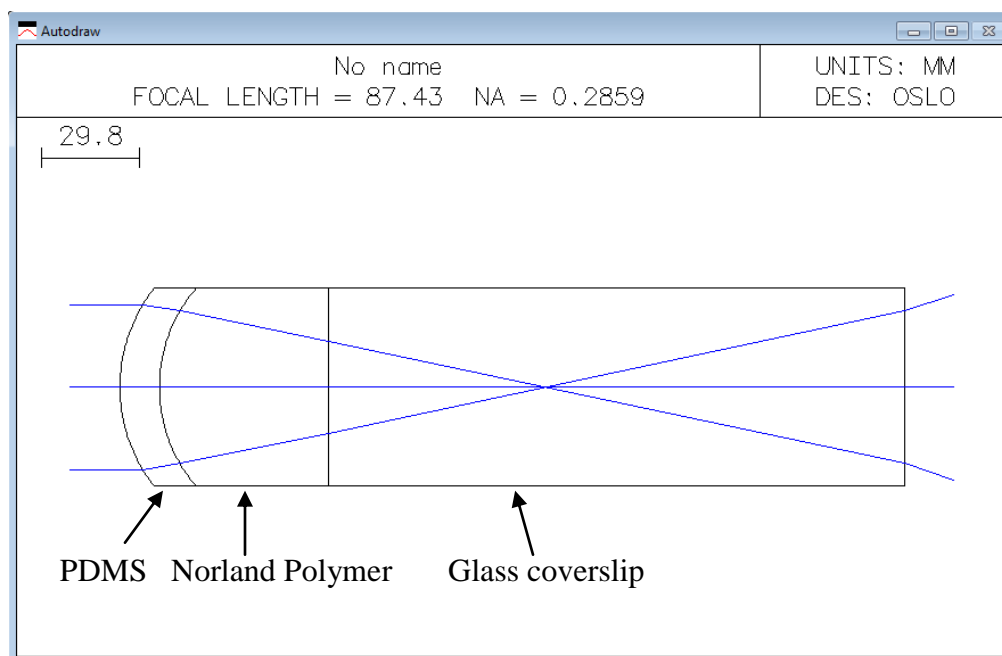 Autodraw
No name
FOCAL LENGTH = 87.43 NA = 0.2859
UNITS: MM
DES: OSLO
29.8
PDMS Norland Polymer Glass coverslip